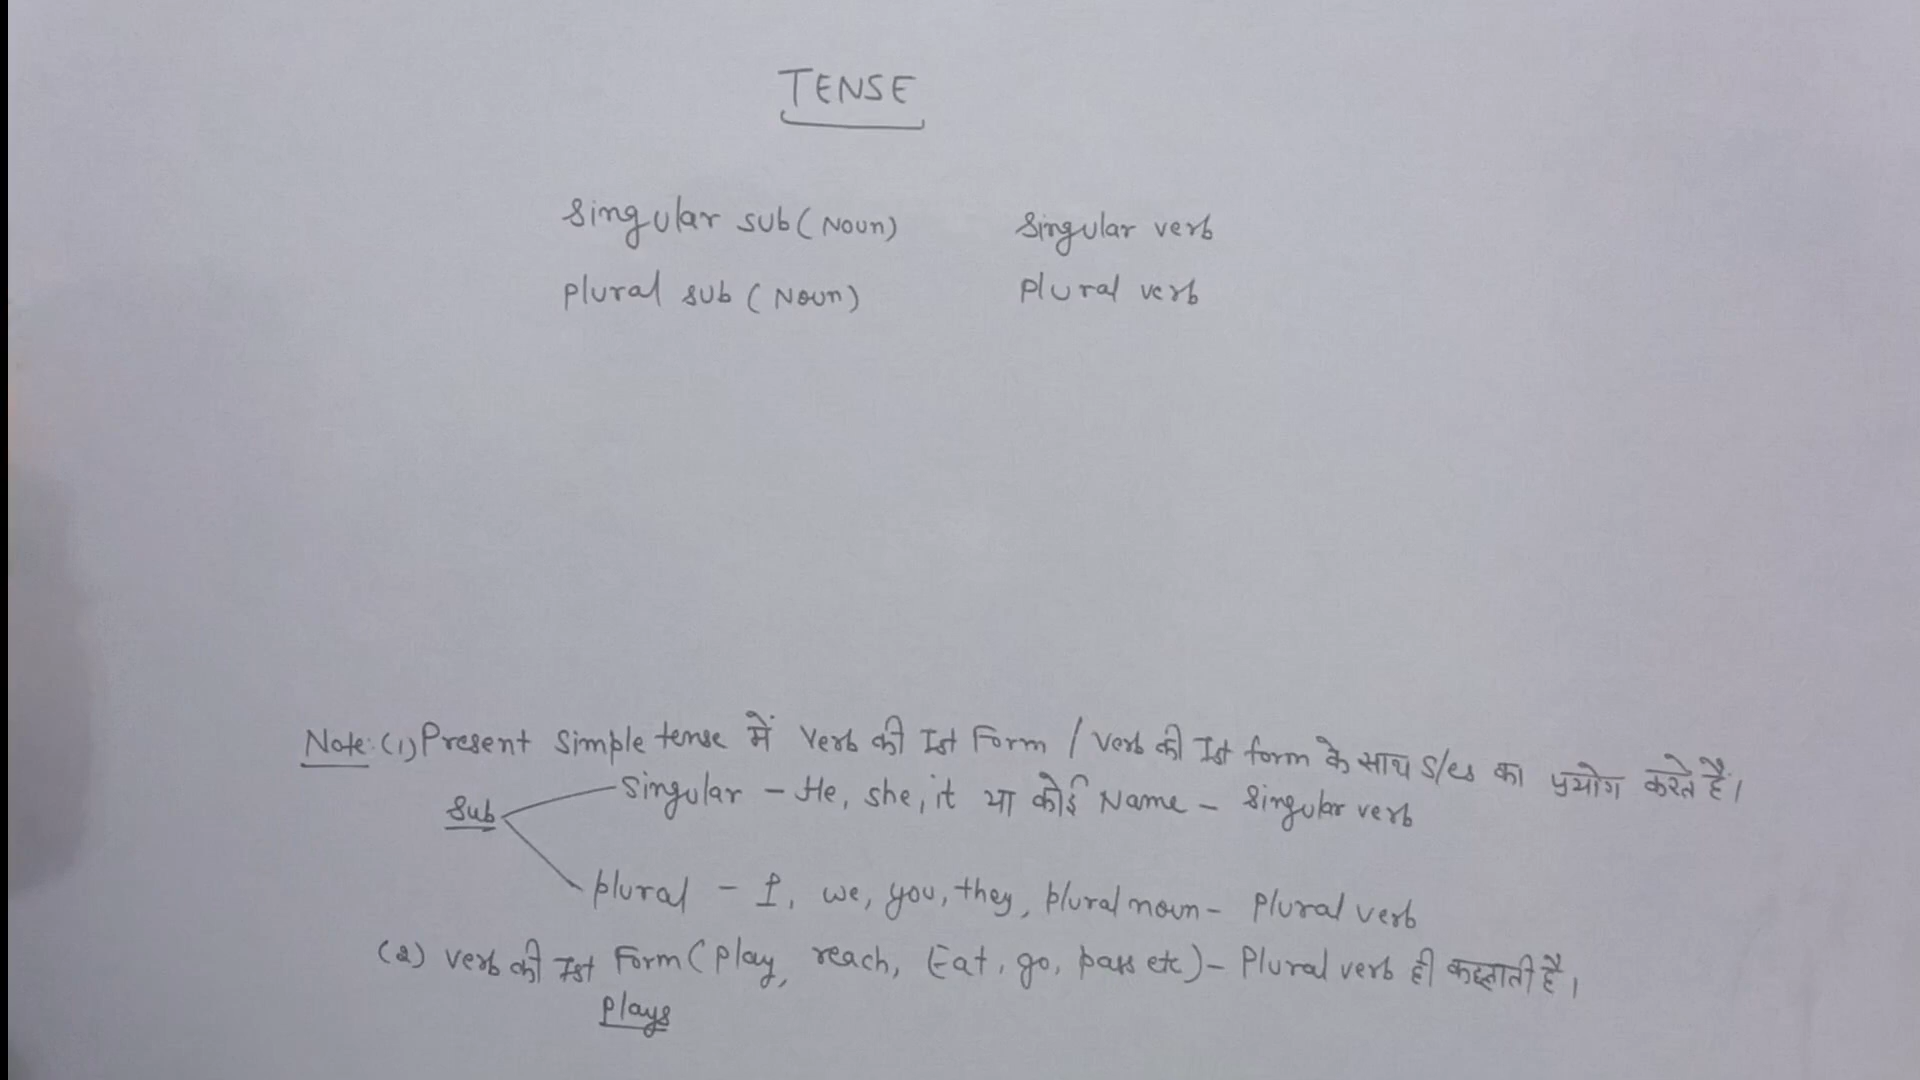 TENSE
Singular sub (Noun) Singular verb
Plural sub (Noun) Plural verb
Note: (1) Present Simple tense में Verb की Ist Form / Verb की Ist form के साथ s/es का प्रयोग करते हैं।
Sub Singular - He, she, it या कोई Name - Singular verb
plural - I, we, you, they, plural noun - Plural verb
(2) verb की Ist Form (play, reach, Eat, go, pass etc) - Plural verb ही कहलाती है।
plays